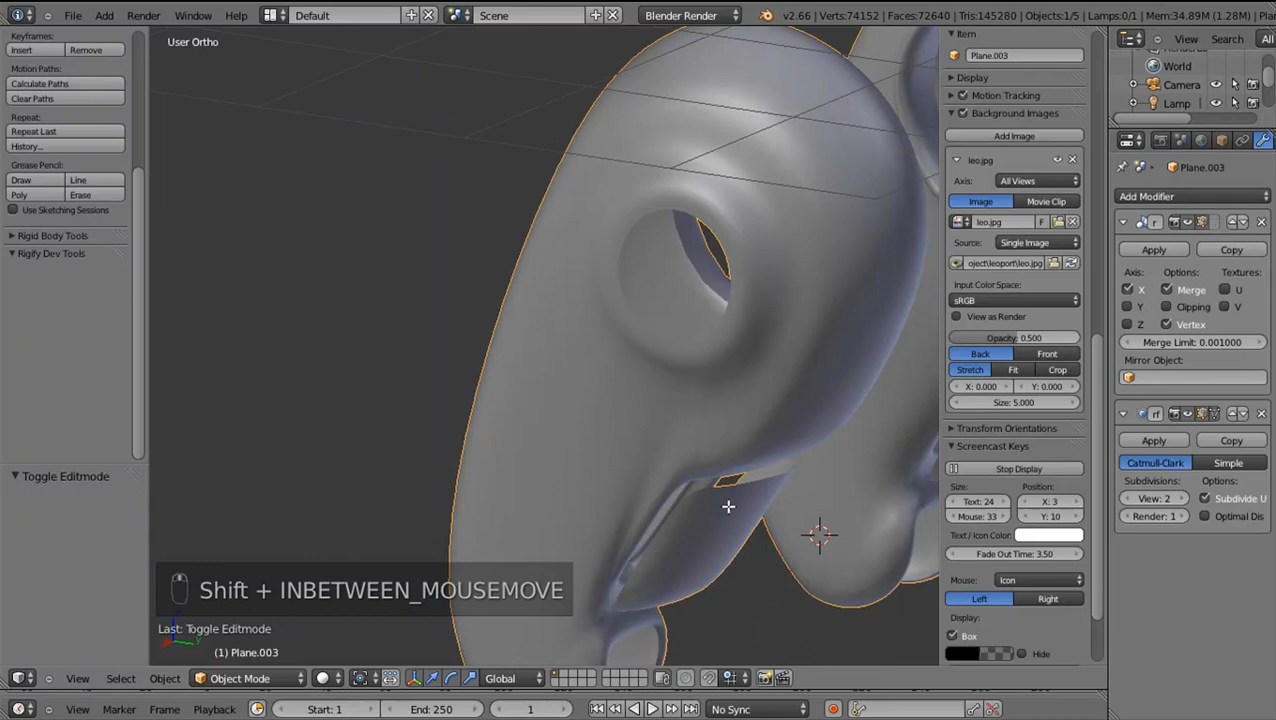 File Add Render Window Help Default Scene Blender Render v2.66 | Verts:74152 | Faces:72640 | Tris:145280 | Objects:1/5 | Lamps:0/1 | Mem:34.89M (1.28M) |
Keyframes:
Insert Remove
Motion Paths:
Calculate Paths
Clear Paths
Repeat:
Repeat Last
History...
Grease Pencil:
Draw Line
Poly Erase
Use Sketching Sessions
Rigid Body Tools
Rigify Dev Tools
Toggle Editmode
User Ortho
Shift + INBETWEEN_MOUSEMOVE
Last: Toggle Editmode
(1) Plane.003
Item
Plane.003
Display
Motion Tracking
Background Images
Add Image
leo.jpg
Axis: All Views
Image Movie Clip
leo.jpg F
Source: Single Image
oject\leoport\leo.jpg
Input Color Space:
sRGB
View as Render
Opacity: 0.500
Back Front
Stretch Fit Crop
X: 0.000 Y: 0.000
Size: 5.000
Transform Orientations
Screencast Keys
Stop Display
Size: Position:
Text: 24 X: 3
Mouse: 33 Y: 10
Text / Icon Color:
Fade Out Time: 3.50
Mouse: Icon
Left Right
Display:
Box
Hide
View Search All
World
Camera
Lamp
Plane.003
Add Modifier
Apply Copy
Axis: Options: Textures:
X Merge U
Y Clipping V
Z Vertex
Merge Limit: 0.001000
Mirror Object:
Apply Copy
Catmull-Clark Simple
Subdivisions: Options:
View: 2 Subdivide U
Render: 1 Optimal Dis
View Select Object Object Mode Global
View Marker Frame Playback Start: 1 End: 250 1 No Sync